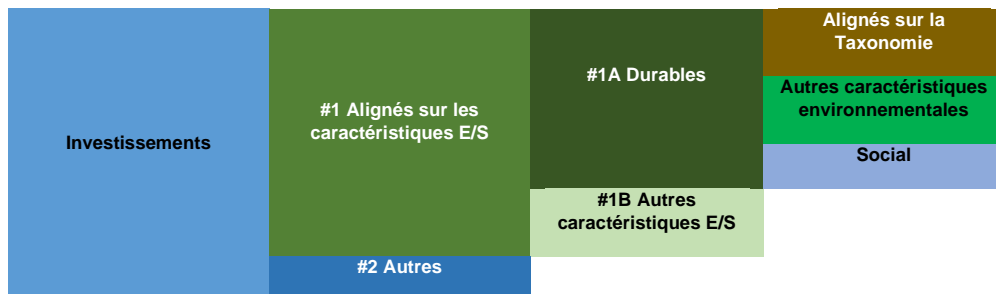 Investissements
#1 Alignés sur les
caractéristiques E/S
#2 Autres
#1A Durables
#1B Autres
caractéristiques E/S
Alignés sur la
Taxonomie
Autres caractéristiques
environnementales
Social